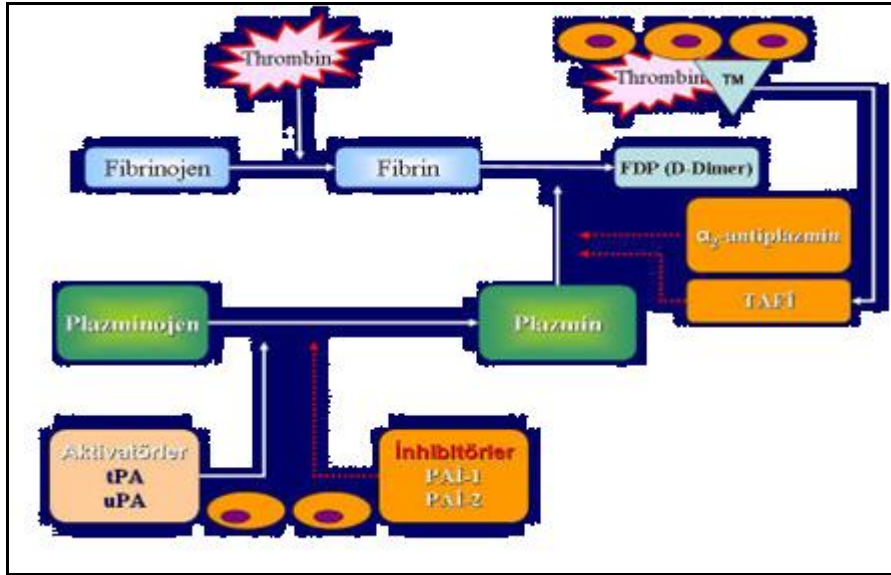 Thrombin
Thrombin
TM
Fibrinojen
Fibrin
FDP (D-Dimer)
α₂-antiplazmin
TAFİ
Plazminojen
Plazmin
Aktivatörler
tPA
uPA
İnhibitörler
PAİ-1
PAİ-2